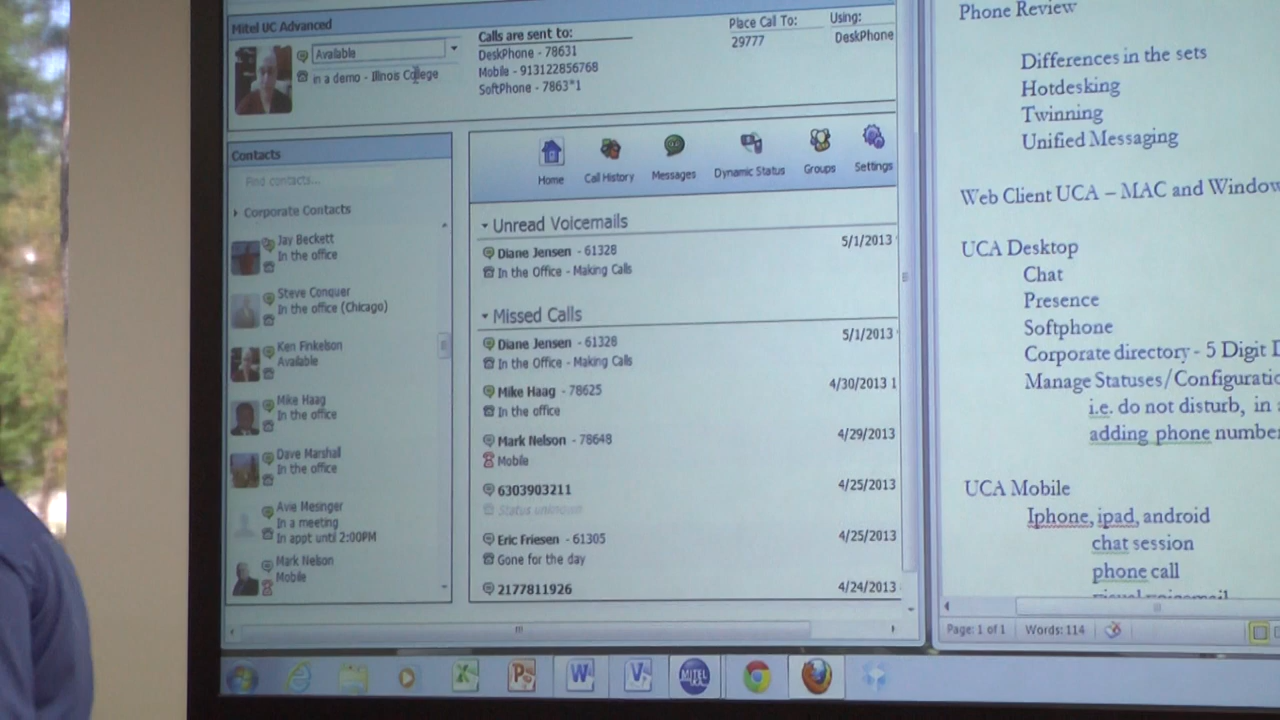 Mitel UC Advanced
Available
in a demo - Illinois College
Calls are sent to:
DeskPhone - 78631
Mobile - 913122856768
SoftPhone - 7863*1
Place Call To:
29777
Using:
DeskPhone
Contacts
Find contacts...
Corporate Contacts
Jay Beckett
In the office
Steve Conquer
In the office (Chicago)
Ken Finkelson
Available
Mike Haag
In the office
Dave Marshall
In the office
Avie Mesinger
In a meeting
In appt until 2:00PM
Mark Nelson
Mobile
Home
Call History
Messages
Dynamic Status
Groups
Settings
Unread Voicemails
Diane Jensen - 61328
5/1/2013
In the Office - Making Calls
Missed Calls
Diane Jensen - 61328
5/1/2013
In the Office - Making Calls
Mike Haag - 78625
4/30/2013 1
In the office
Mark Nelson - 78648
4/29/2013
Mobile
6303903211
4/25/2013
Status unknown
Eric Friesen - 61305
4/25/2013
Gone for the day
2177811926
4/24/2013
Phone Review
Differences in the sets
Hotdesking
Twinning
Unified Messaging
Web Client UCA – MAC and Window
UCA Desktop
Chat
Presence
Softphone
Corporate directory - 5 Digit D
Manage Statuses/Configuratio
i.e. do not disturb, in a
adding phone number
UCA Mobile
Iphone, ipad, android
chat session
phone call
visual voicemail
Page: 1 of 1
Words: 114
MITEL